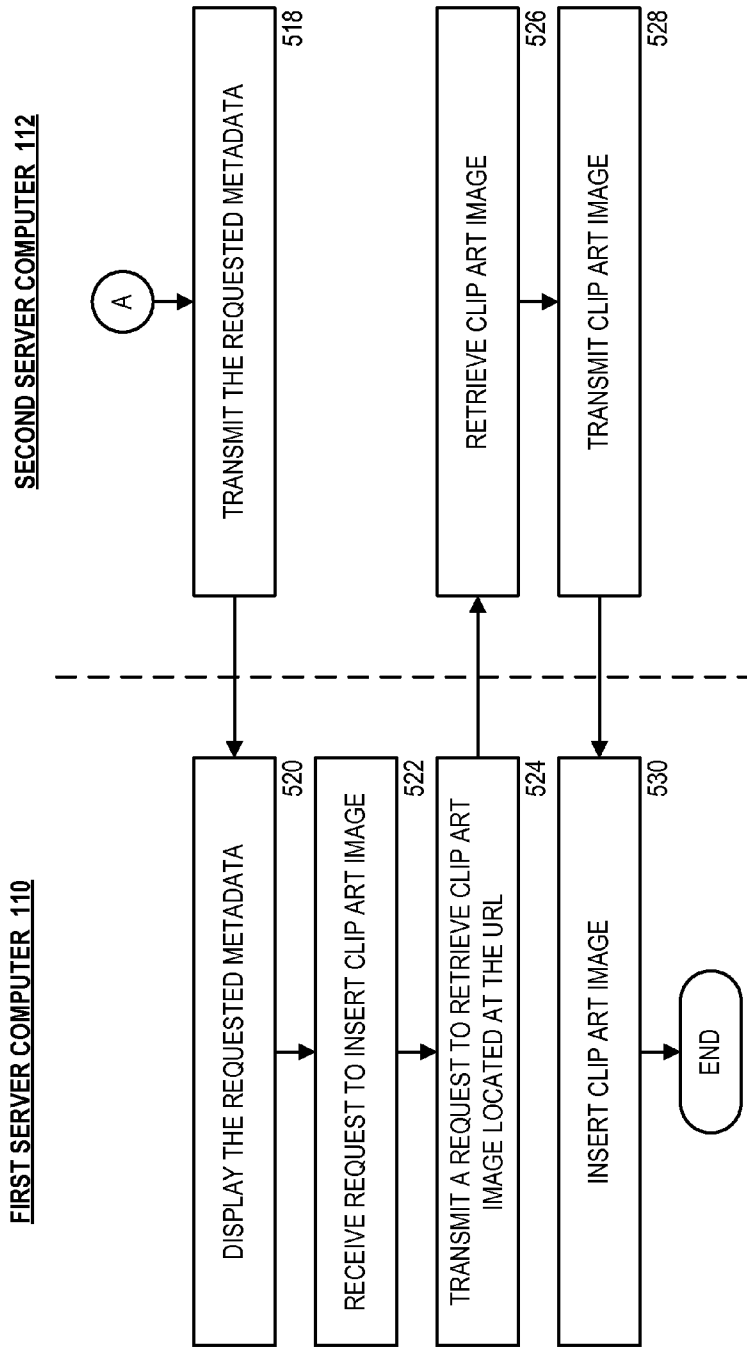 FIRST SERVER COMPUTER 110
SECOND SERVER COMPUTER 112
A
TRANSMIT THE REQUESTED METADATA
518
DISPLAY THE REQUESTED METADATA
520
RECEIVE REQUEST TO INSERT CLIP ART IMAGE
522
TRANSMIT A REQUEST TO RETRIEVE CLIP ART
IMAGE LOCATED AT THE URL
524
RETRIEVE CLIP ART IMAGE
526
TRANSMIT CLIP ART IMAGE
528
INSERT CLIP ART IMAGE
530
END